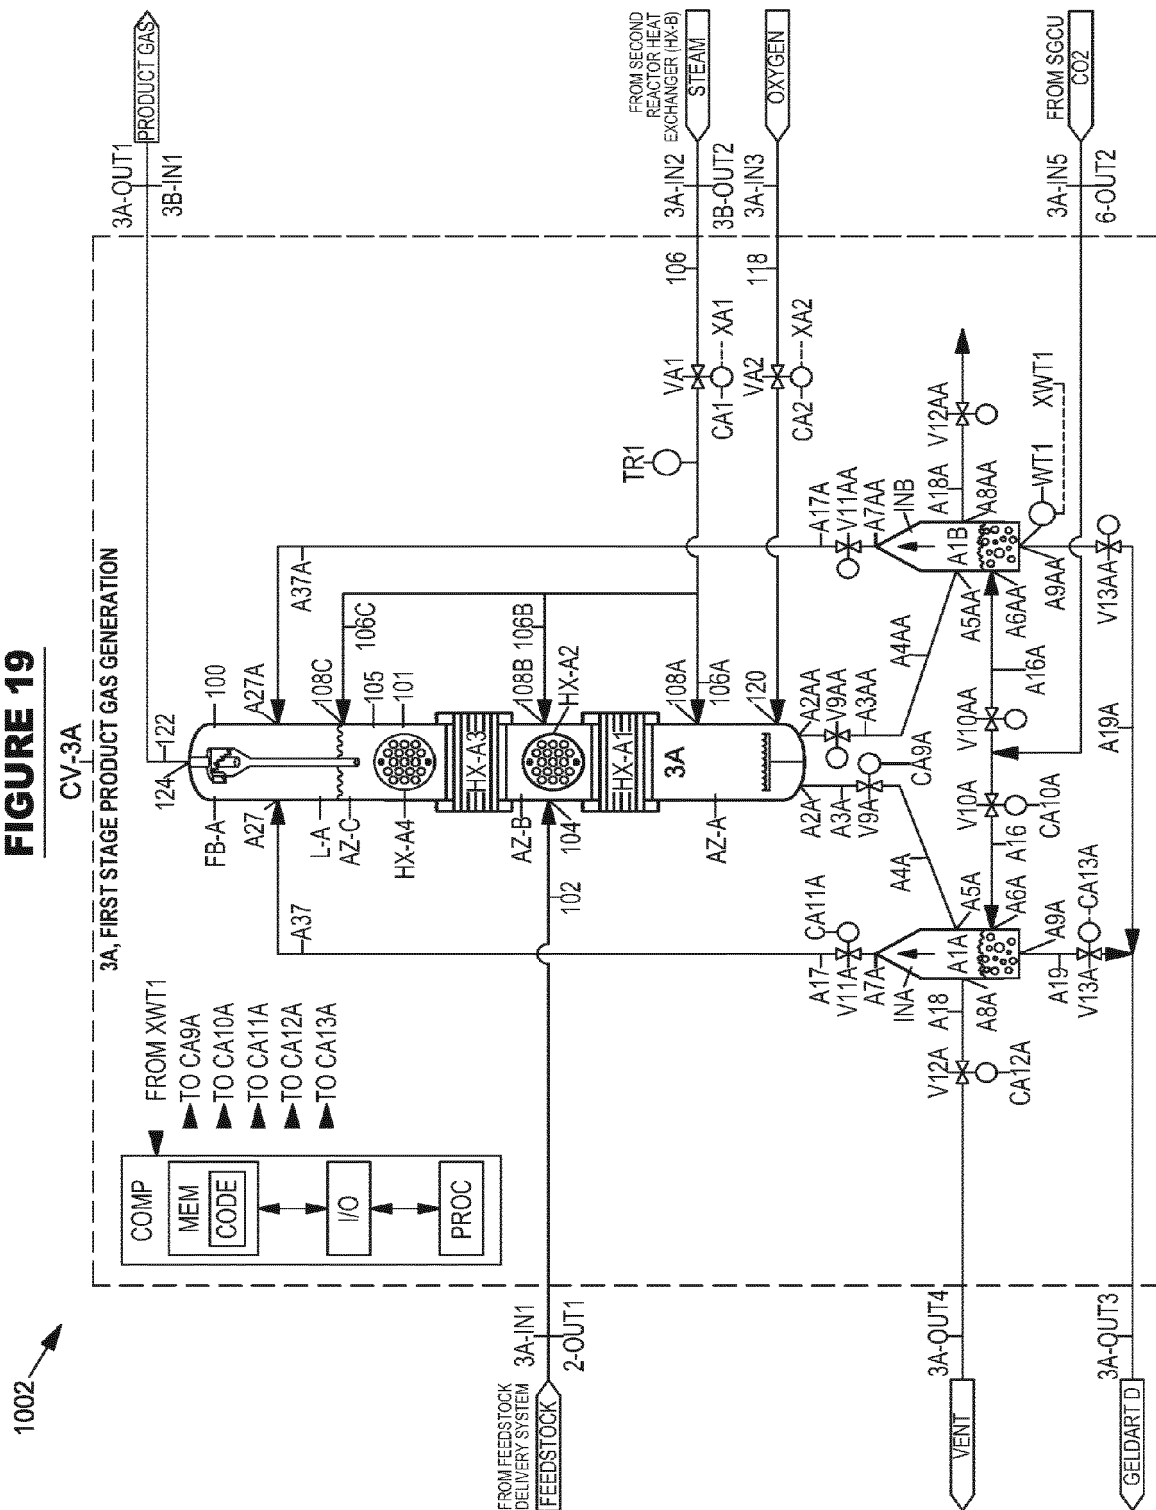 FIGURE 19
1002
CV-3A
3A, FIRST STAGE PRODUCT GAS GENERATION
COMP
MEM
CODE
I/O
PROC
FROM XWT1
TO CA9A
TO CA10A
TO CA11A
TO CA12A
TO CA13A
3A-OUT1
3B-IN1
PRODUCT GAS
FROM SECOND
REACTOR HEAT
EXCHANGER (HX-B)
STEAM
3A-IN2
3B-OUT2
OXYGEN
3A-IN3
FROM SGCU
CO2
3A-IN5
6-OUT2
FROM FEEDSTOCK
DELIVERY SYSTEM
FEEDSTOCK
3A-IN1
2-OUT1
VENT
3A-OUT4
GELDART D
3A-OUT3
124
122
FB-A
100
A27
A27A
A37
A37A
L-A
108C
106C
AZ-C
105
101
HX-A4
HX-A3
AZ-B
108B
106B
HX-A2
104
102
HX-A1
3A
108A
106A
AZ-A
120
106
118
VA1
CA1
XA1
VA2
CA2
XA2
TR1
A2A
A3A
V9A
CA9A
A2AA
V9AA
A3AA
A4A
A4AA
A17
V11A
CA11A
A7A
INA
A1A
A5A
A6A
A18
A8A
V12A
CA12A
A9A
A19
V13A
CA13A
A16
V10A
CA10A
V10AA
A16A
A17A
V11AA
A7AA
INB
A1B
A5AA
A6AA
A18A
A8AA
V12AA
A9AA
WT1
XWT1
V13AA
A19A